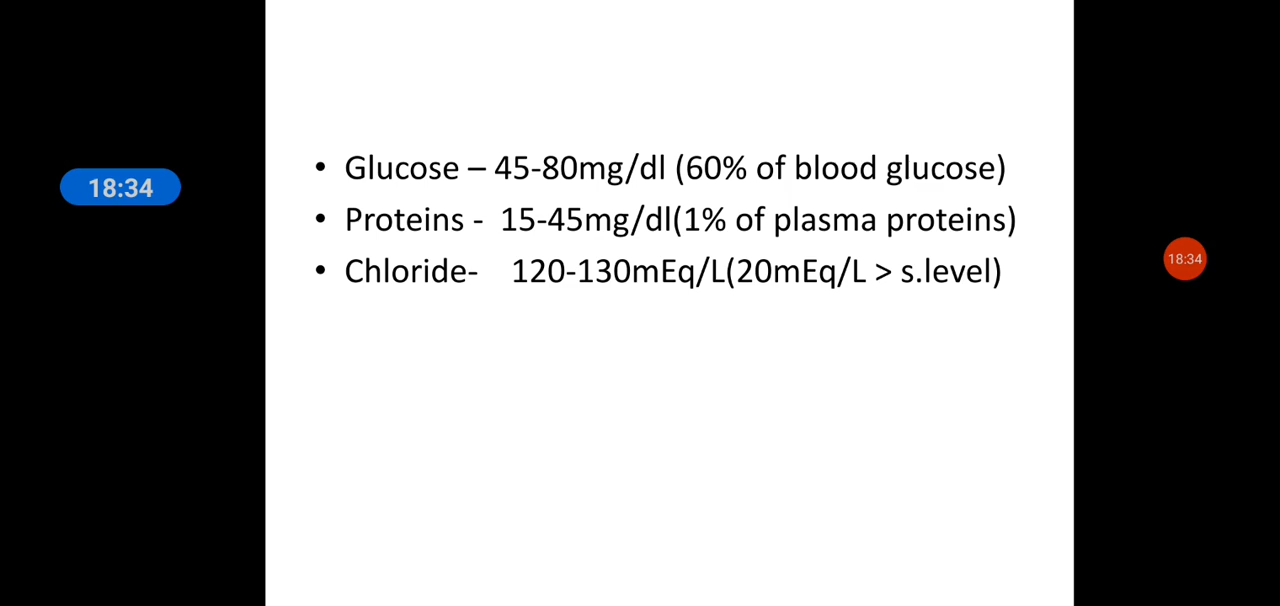 18:34
• Glucose – 45-80mg/dl (60% of blood glucose)
• Proteins - 15-45mg/dl(1% of plasma proteins)
18:34
• Chloride- 120-130mEq/L(20mEq/L > s.level)